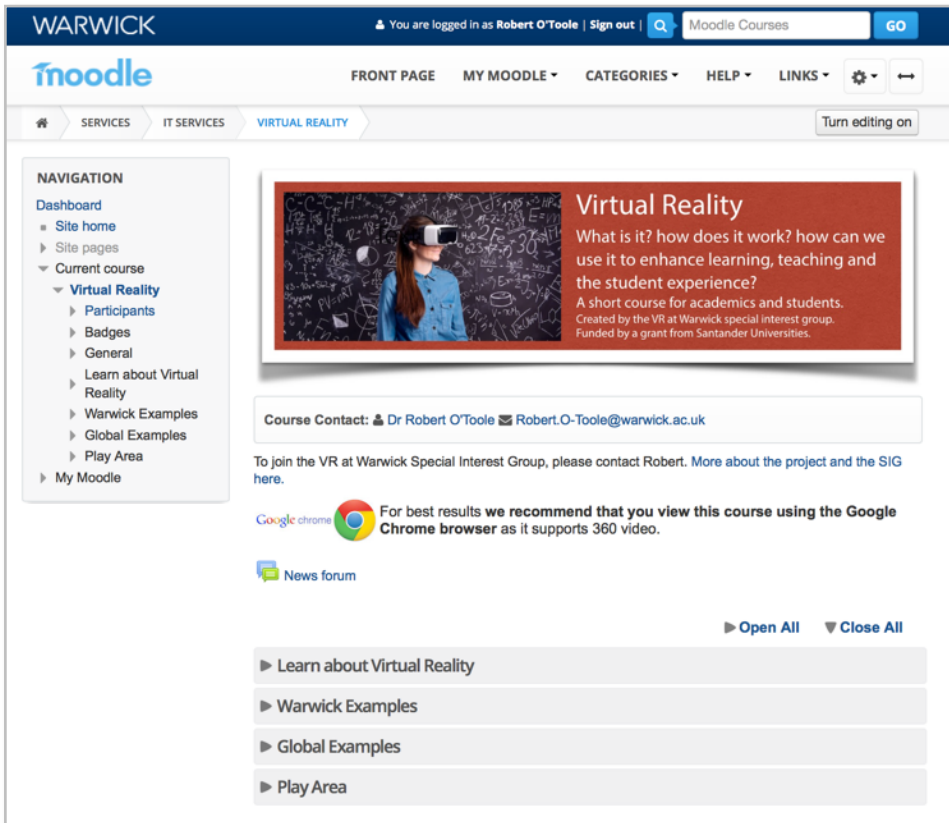 WARWICK
You are logged in as Robert O'Toole | Sign out |
Moodle Courses
GO
moodle
FRONT PAGE
MY MOODLE
CATEGORIES
HELP
LINKS
SERVICES
IT SERVICES
VIRTUAL REALITY
Turn editing on
NAVIGATION
Dashboard
Site home
Site pages
Current course
Virtual Reality
Participants
Badges
General
Learn about Virtual
Reality
Warwick Examples
Global Examples
Play Area
My Moodle
Virtual Reality
What is it? how does it work? how can we
use it to enhance learning, teaching and
the student experience?
A short course for academics and students.
Created by the VR at Warwick special interest group.
Funded by a grant from Santander Universities.
Course Contact: Dr Robert O'Toole Robert.O-Toole@warwick.ac.uk
To join the VR at Warwick Special Interest Group, please contact Robert. More about the project and the SIG
here.
Google chrome
For best results we recommend that you view this course using the Google
Chrome browser as it supports 360 video.
News forum
Open All
Close All
Learn about Virtual Reality
Warwick Examples
Global Examples
Play Area